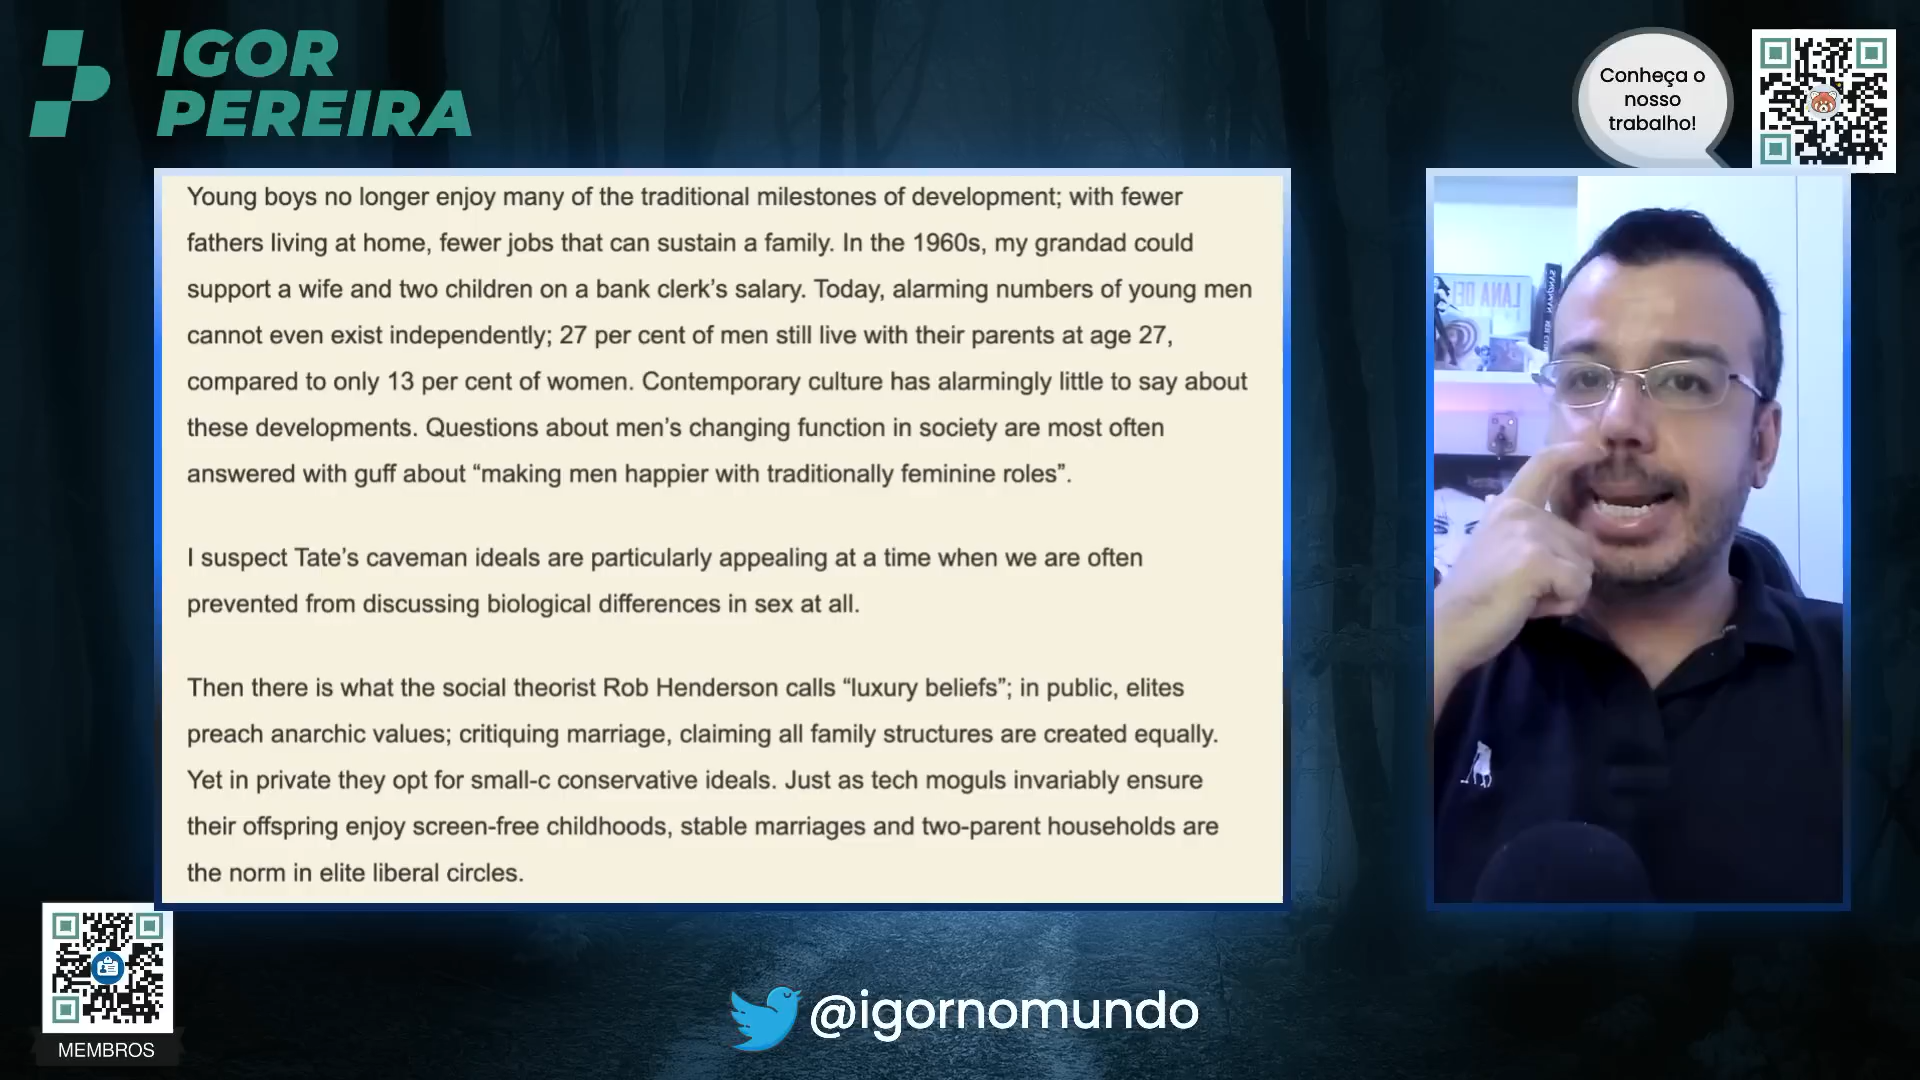 IGOR
PEREIRA
Conheça o
nosso
trabalho!
Young boys no longer enjoy many of the traditional milestones of development; with fewer
fathers living at home, fewer jobs that can sustain a family. In the 1960s, my grandad could
support a wife and two children on a bank clerk’s salary. Today, alarming numbers of young men
cannot even exist independently; 27 per cent of men still live with their parents at age 27,
compared to only 13 per cent of women. Contemporary culture has alarmingly little to say about
these developments. Questions about men’s changing function in society are most often
answered with guff about “making men happier with traditionally feminine roles”.
I suspect Tate’s caveman ideals are particularly appealing at a time when we are often
prevented from discussing biological differences in sex at all.
Then there is what the social theorist Rob Henderson calls “luxury beliefs”; in public, elites
preach anarchic values; critiquing marriage, claiming all family structures are created equally.
Yet in private they opt for small-c conservative ideals. Just as tech moguls invariably ensure
their offspring enjoy screen-free childhoods, stable marriages and two-parent households are
the norm in elite liberal circles.
LANA DEL
MEMBROS
@igornomundo